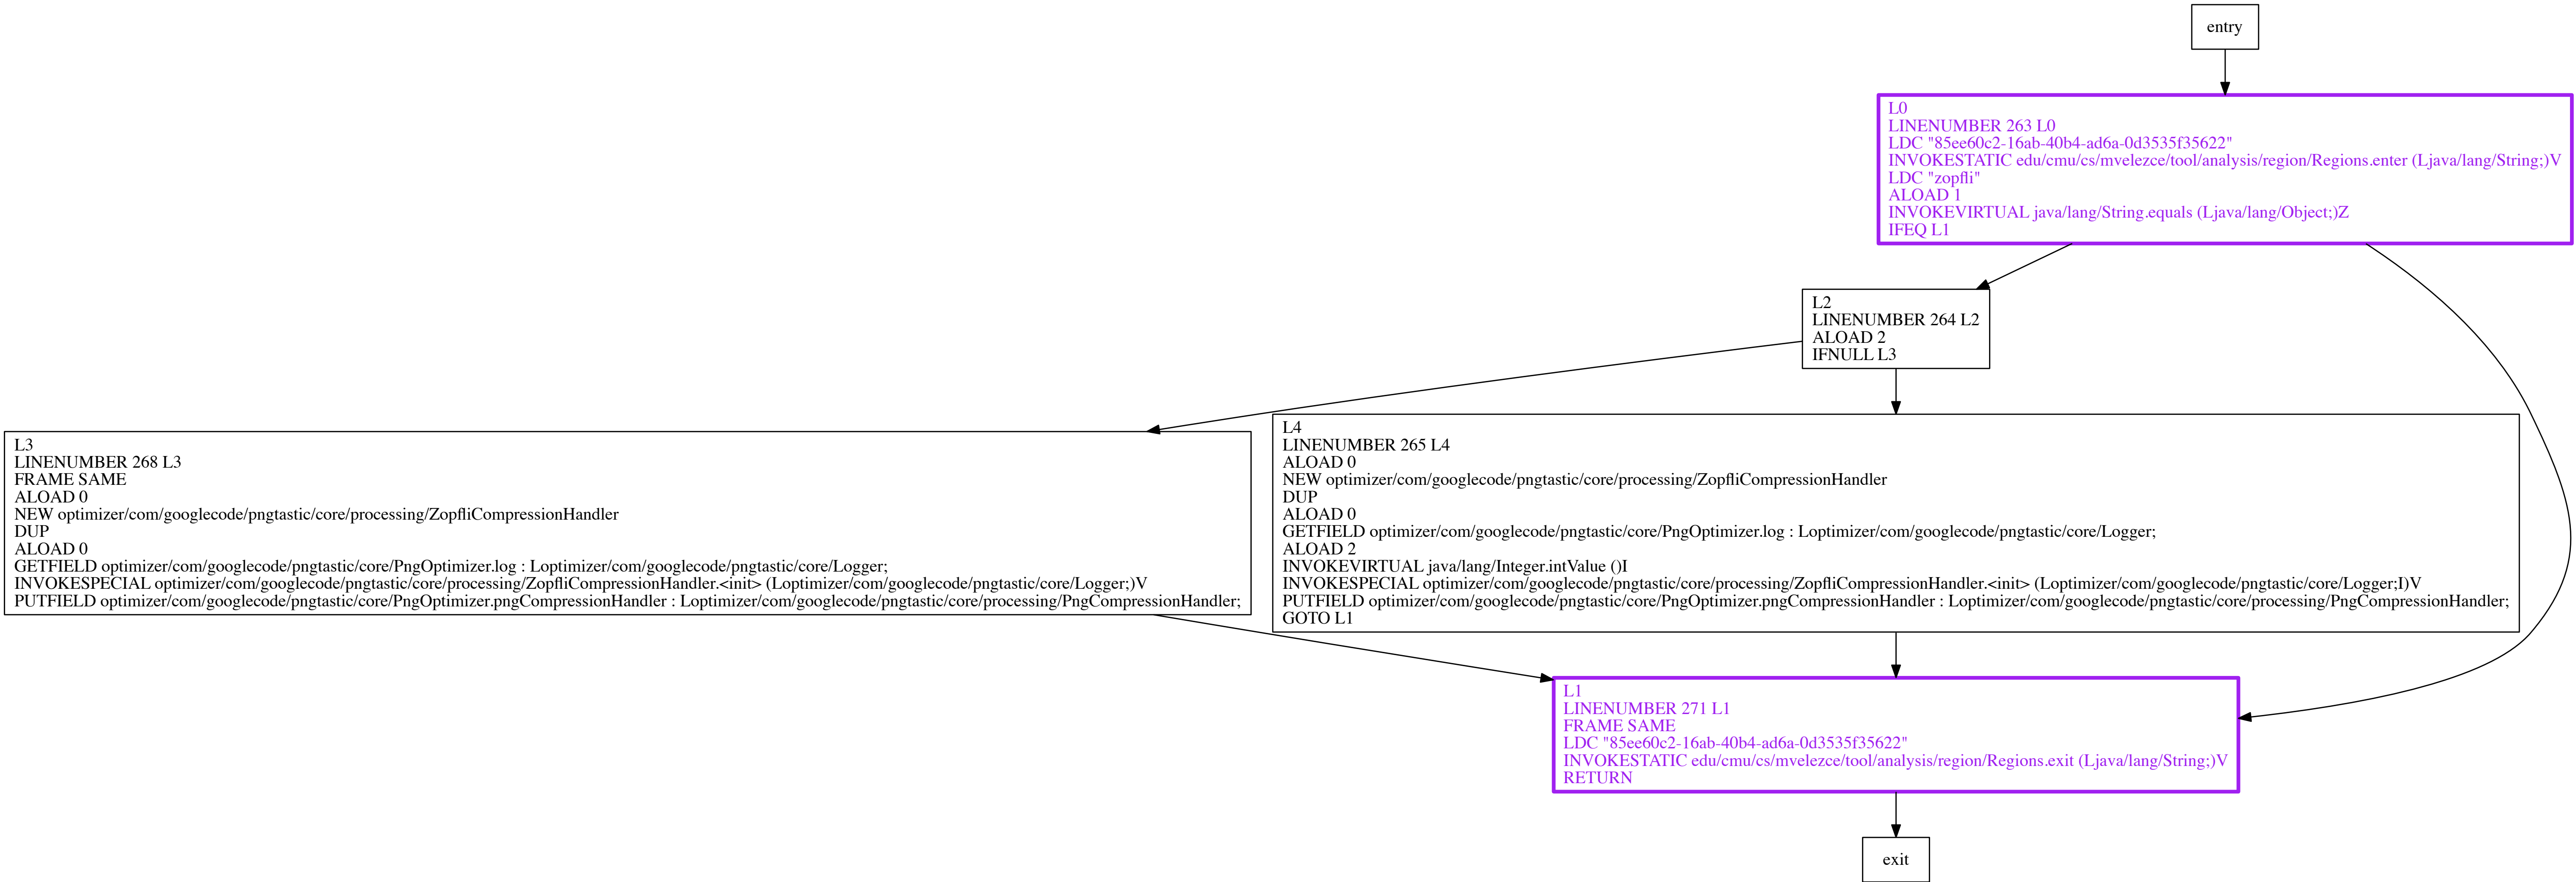 entry
L0
LINENUMBER 263 L0
LDC "85ee60c2-16ab-40b4-ad6a-0d3535f35622"
INVOKESTATIC edu/cmu/cs/mvelezce/tool/analysis/region/Regions.enter (Ljava/lang/String;)V
LDC "zopfli"
ALOAD 1
INVOKEVIRTUAL java/lang/String.equals (Ljava/lang/Object;)Z
IFEQ L1
L2
LINENUMBER 264 L2
ALOAD 2
IFNULL L3
L3
LINENUMBER 268 L3
FRAME SAME
ALOAD 0
NEW optimizer/com/googlecode/pngtastic/core/processing/ZopfliCompressionHandler
DUP
ALOAD 0
GETFIELD optimizer/com/googlecode/pngtastic/core/PngOptimizer.log : Loptimizer/com/googlecode/pngtastic/core/Logger;
INVOKESPECIAL optimizer/com/googlecode/pngtastic/core/processing/ZopfliCompressionHandler.<init> (Loptimizer/com/googlecode/pngtastic/core/Logger;)V
PUTFIELD optimizer/com/googlecode/pngtastic/core/PngOptimizer.pngCompressionHandler : Loptimizer/com/googlecode/pngtastic/core/processing/PngCompressionHandler;
L4
LINENUMBER 265 L4
ALOAD 0
NEW optimizer/com/googlecode/pngtastic/core/processing/ZopfliCompressionHandler
DUP
ALOAD 0
GETFIELD optimizer/com/googlecode/pngtastic/core/PngOptimizer.log : Loptimizer/com/googlecode/pngtastic/core/Logger;
ALOAD 2
INVOKEVIRTUAL java/lang/Integer.intValue ()I
INVOKESPECIAL optimizer/com/googlecode/pngtastic/core/processing/ZopfliCompressionHandler.<init> (Loptimizer/com/googlecode/pngtastic/core/Logger;I)V
PUTFIELD optimizer/com/googlecode/pngtastic/core/PngOptimizer.pngCompressionHandler : Loptimizer/com/googlecode/pngtastic/core/processing/PngCompressionHandler;
GOTO L1
L1
LINENUMBER 271 L1
FRAME SAME
LDC "85ee60c2-16ab-40b4-ad6a-0d3535f35622"
INVOKESTATIC edu/cmu/cs/mvelezce/tool/analysis/region/Regions.exit (Ljava/lang/String;)V
RETURN
exit